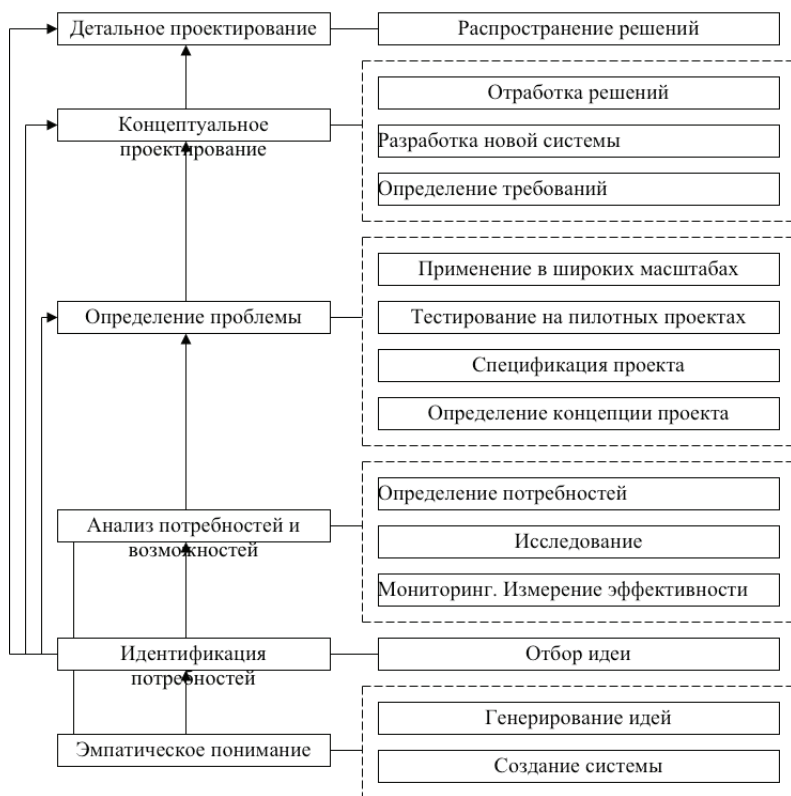 Детальное проектирование
Распространение решений
Отработка решений
Концептуальное
проектирование
Разработка новой системы
Определение требований
Применение в широких масштабах
Определение проблемы
Тестирование на пилотных проектах
Спецификация проекта
Определение концепции проекта
Определение потребностей
Анализ потребностей и
возможностей
Исследование
Мониторинг. Измерение эффективности
Идентификация
потребностей
Отбор идеи
Генерирование идей
Эмпатическое понимание
Создание системы